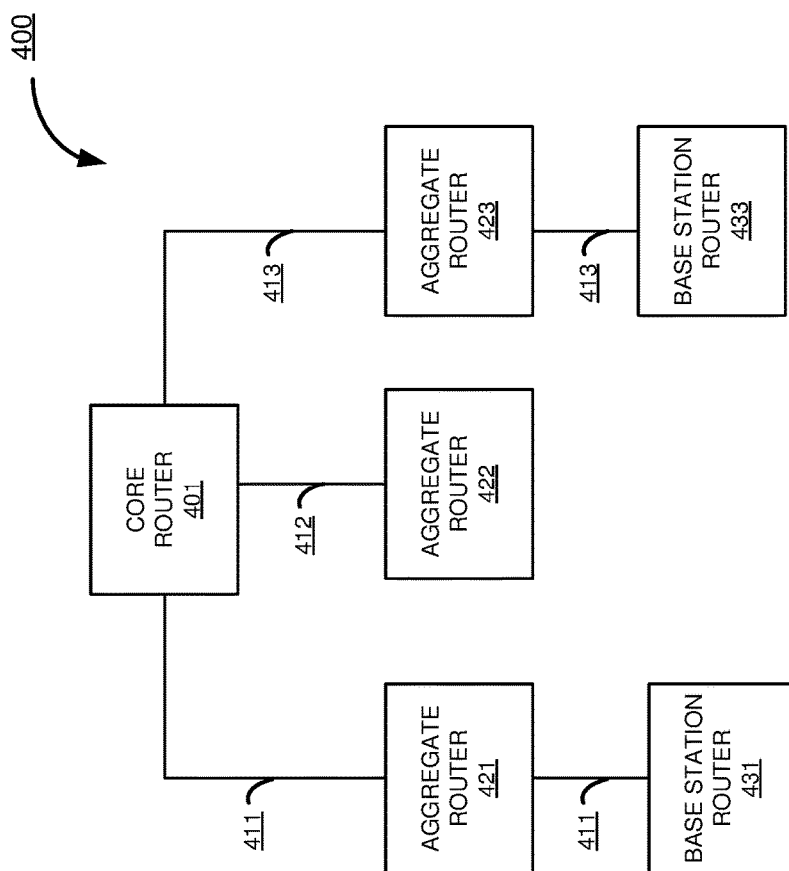 400
CORE
ROUTER
401
411
412
413
AGGREGATE
ROUTER
421
AGGREGATE
ROUTER
422
AGGREGATE
ROUTER
423
411
413
BASE STATION
ROUTER
431
BASE STATION
ROUTER
433